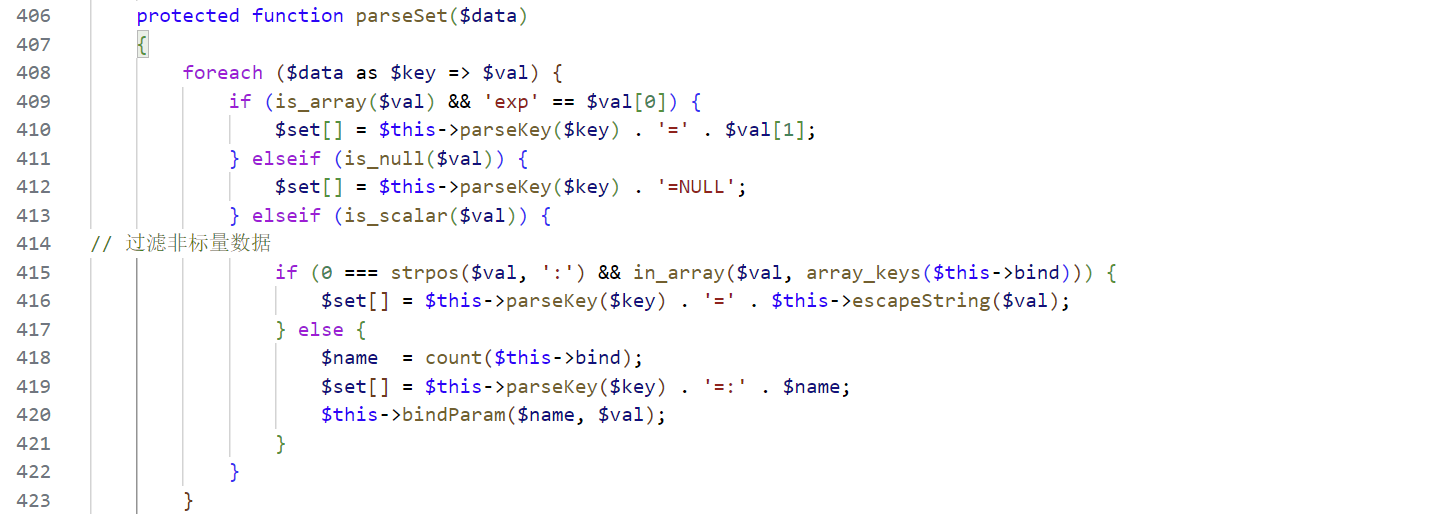 406 protected function parseSet($data)
407 {
408 foreach ($data as $key => $val) {
409 if (is_array($val) && 'exp' == $val[0]) {
410 $set[] = $this->parseKey($key) . '=' . $val[1];
411 } elseif (is_null($val)) {
412 $set[] = $this->parseKey($key) . '=NULL';
413 } elseif (is_scalar($val)) {
414 // 过滤非标量数据
415 if (0 === strpos($val, ':') && in_array($val, array_keys($this->bind))) {
416 $set[] = $this->parseKey($key) . '=' . $this->escapeString($val);
417 } else {
418 $name  = count($this->bind);
419 $set[] = $this->parseKey($key) . '=:' . $name;
420 $this->bindParam($name, $val);
421 }
422 }
423 }